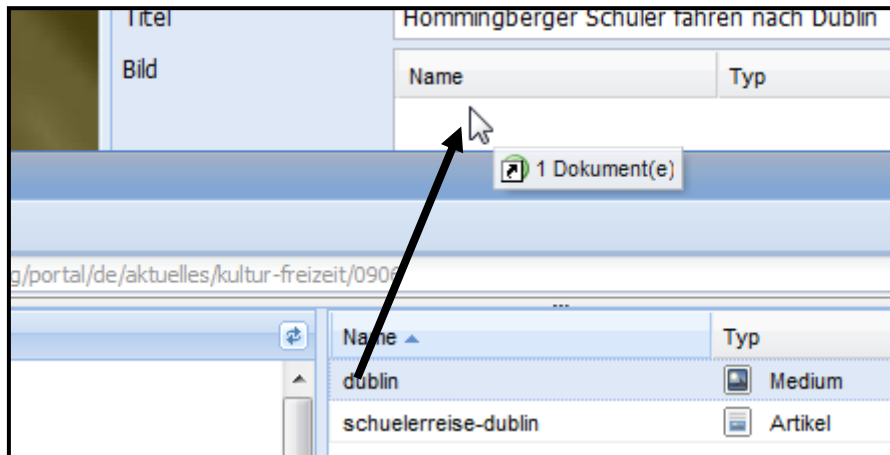 Titel
Hommingberger Schüler fahren nach Dublin
Bild
Name Typ
1 Dokument(e)
g/portal/de/aktuelles/kultur-freizeit/0906
Name Typ
dublin Medium
schuelerreise-dublin Artikel